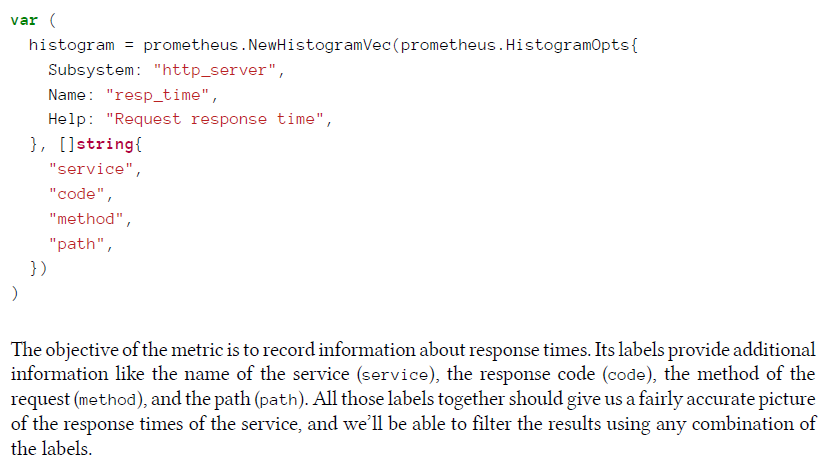 var (
  histogram = prometheus.NewHistogramVec(prometheus.HistogramOpts{
    Subsystem: "http_server",
    Name: "resp_time",
    Help: "Request response time",
  }, []string{
    "service",
    "code",
    "method",
    "path",
  })
)
The objective of the metric is to record information about response times. Its labels provide additional
information like the name of the service (service), the response code (code), the method of the
request (method), and the path (path). All those labels together should give us a fairly accurate picture
of the response times of the service, and we’ll be able to filter the results using any combination of
the labels.